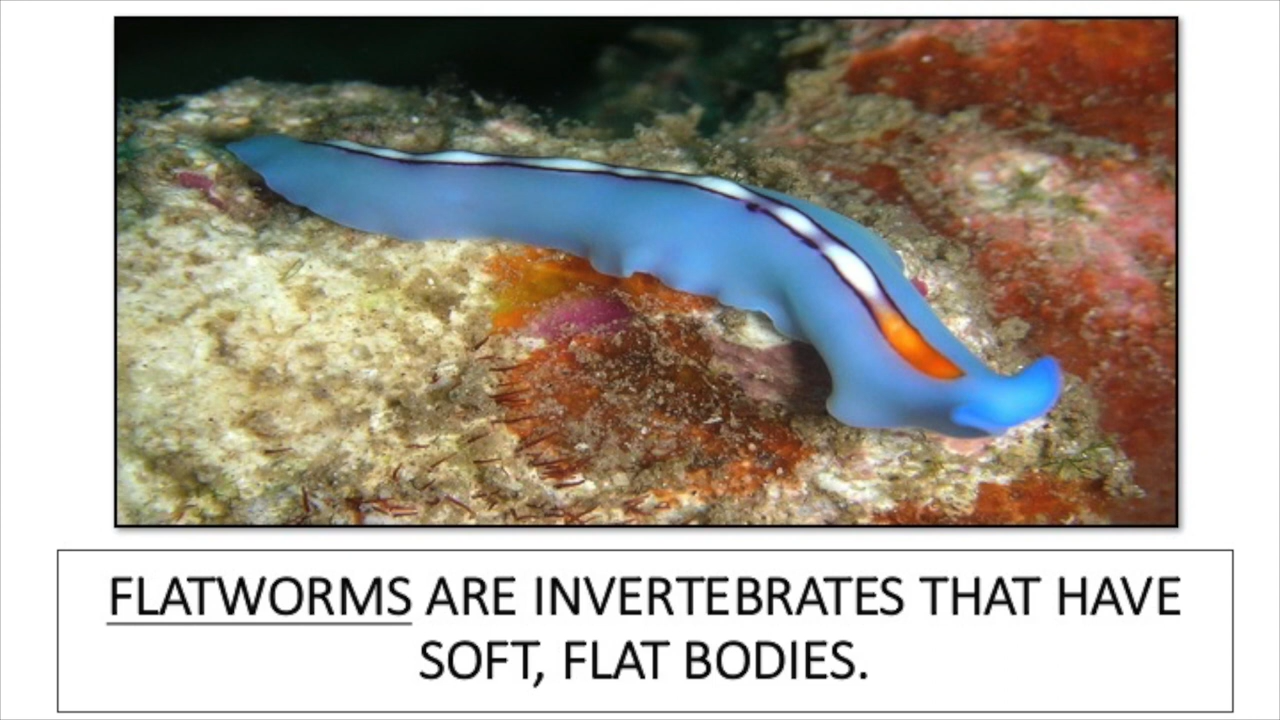 FLATWORMS ARE INVERTEBRATES THAT HAVE
SOFT, FLAT BODIES.